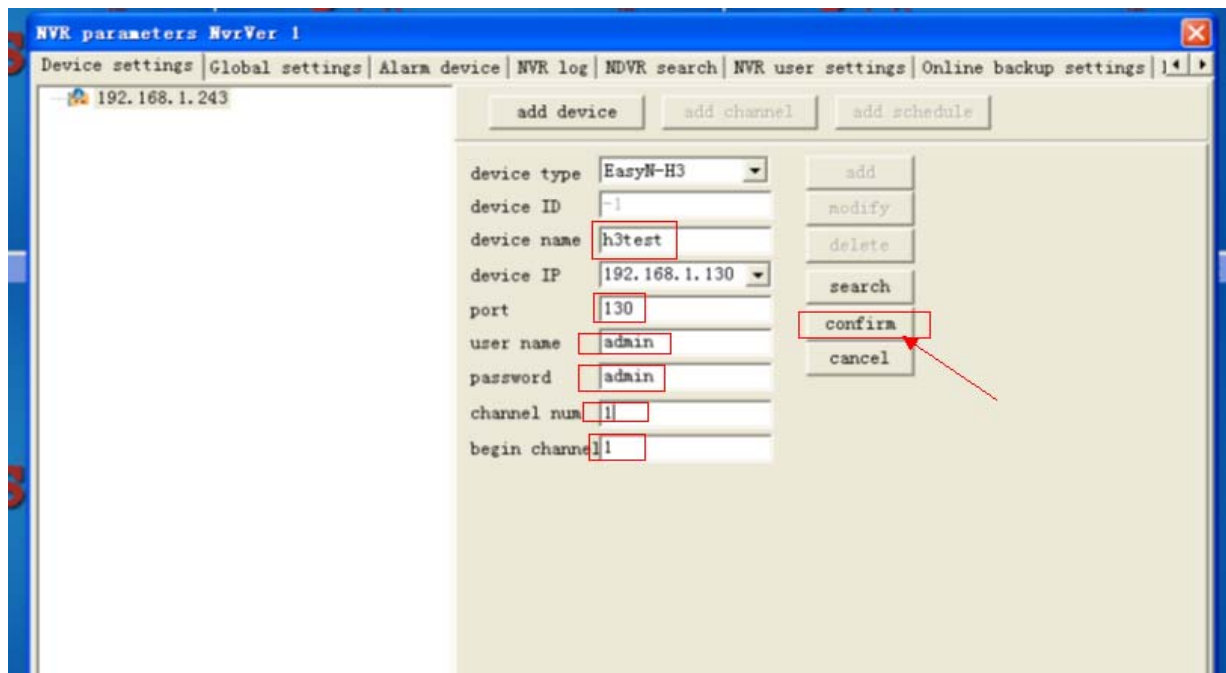 NVR parameters NvrVer 1
Device settings Global settings Alarm device NVR log NDVR search NVR user settings Online backup settings
192.168.1.243
add device add channel add schedule
device type EasyN-H3 add
device ID -1 modify
device name h3test delete
device IP 192.168.1.130 search
port 130 confirm
user name admin cancel
password admin
channel num 1
begin channel 1